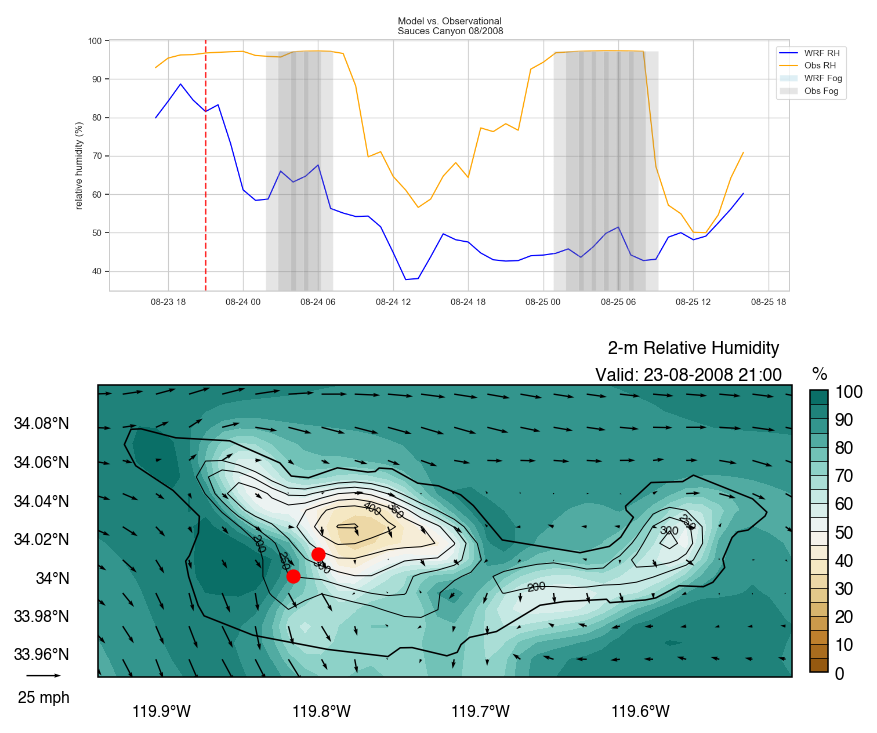 Model vs. Observational
Sauces Canyon 08/2008
100
90
80
70
60
50
40
relative humidity (%)
WRF RH
Obs RH
WRF Fog
Obs Fog
08-23 18
08-24 00
08-24 06
08-24 12
08-24 18
08-25 00
08-25 06
08-25 12
08-25 18
2-m Relative Humidity
Valid: 23-08-2008 21:00
%
100
90
80
70
60
50
40
30
20
10
0
34.08°N
34.06°N
34.04°N
34.02°N
34°N
33.98°N
33.96°N
400
300
200
200
25 mph
119.9°W
119.8°W
119.7°W
119.6°W